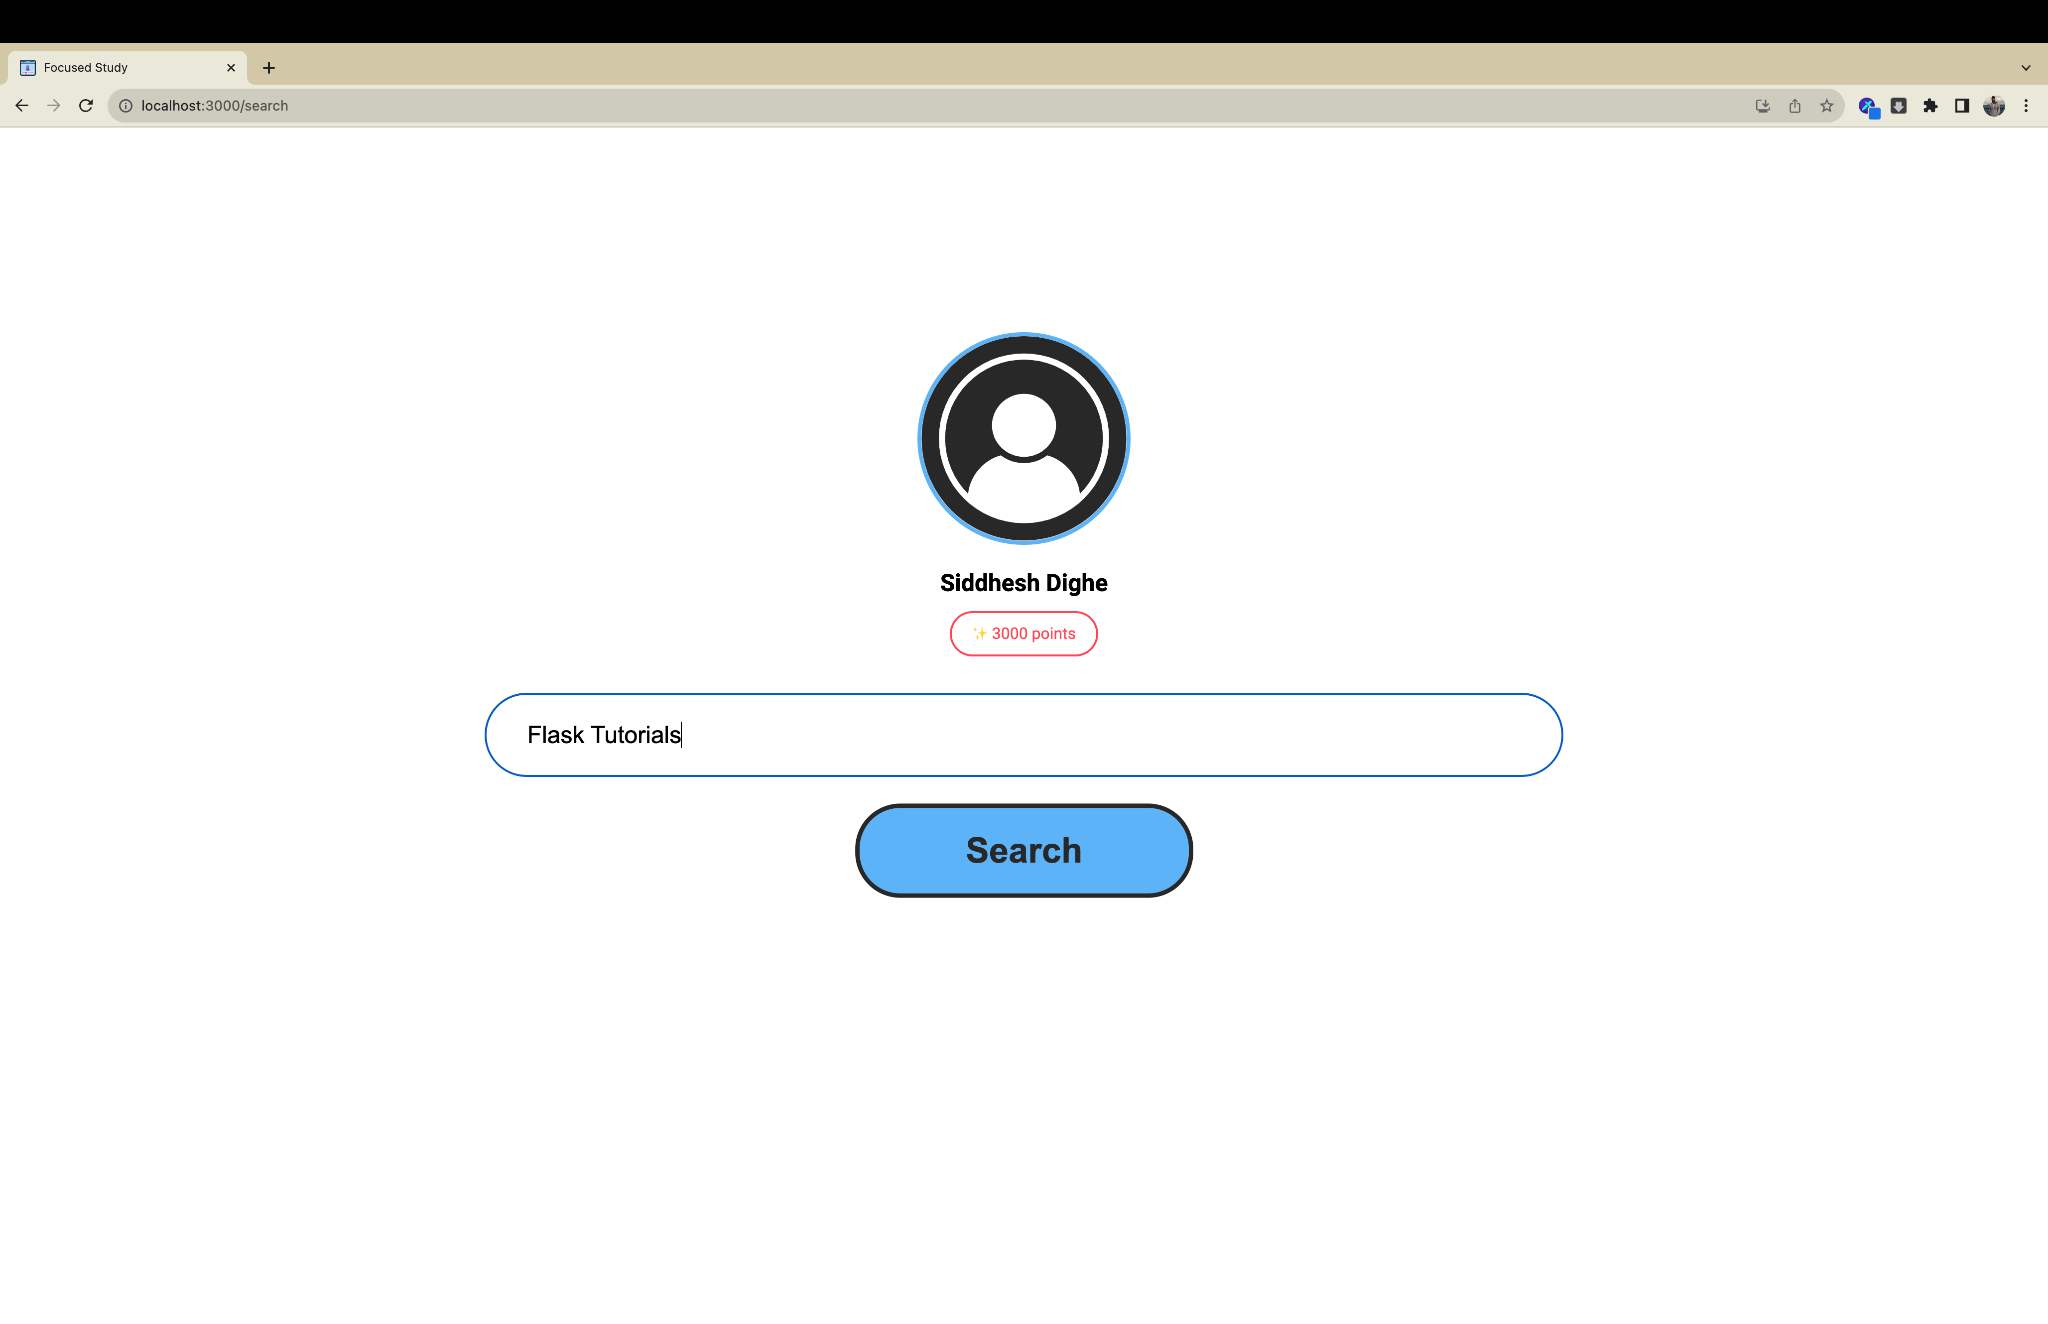 Focused Study
localhost:3000/search
Siddhesh Dighe
✨ 3000 points
Flask Tutorials
Search